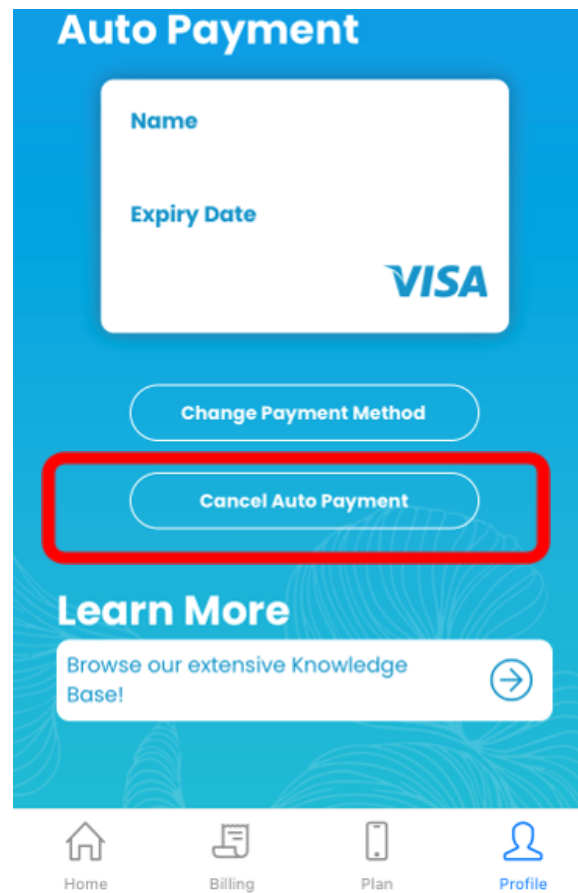 Auto Payment
Name
Expiry Date
VISA
Change Payment Method
Cancel Auto Payment
Learn More
Browse our extensive Knowledge
Base!
Home
Billing
Plan
Profile